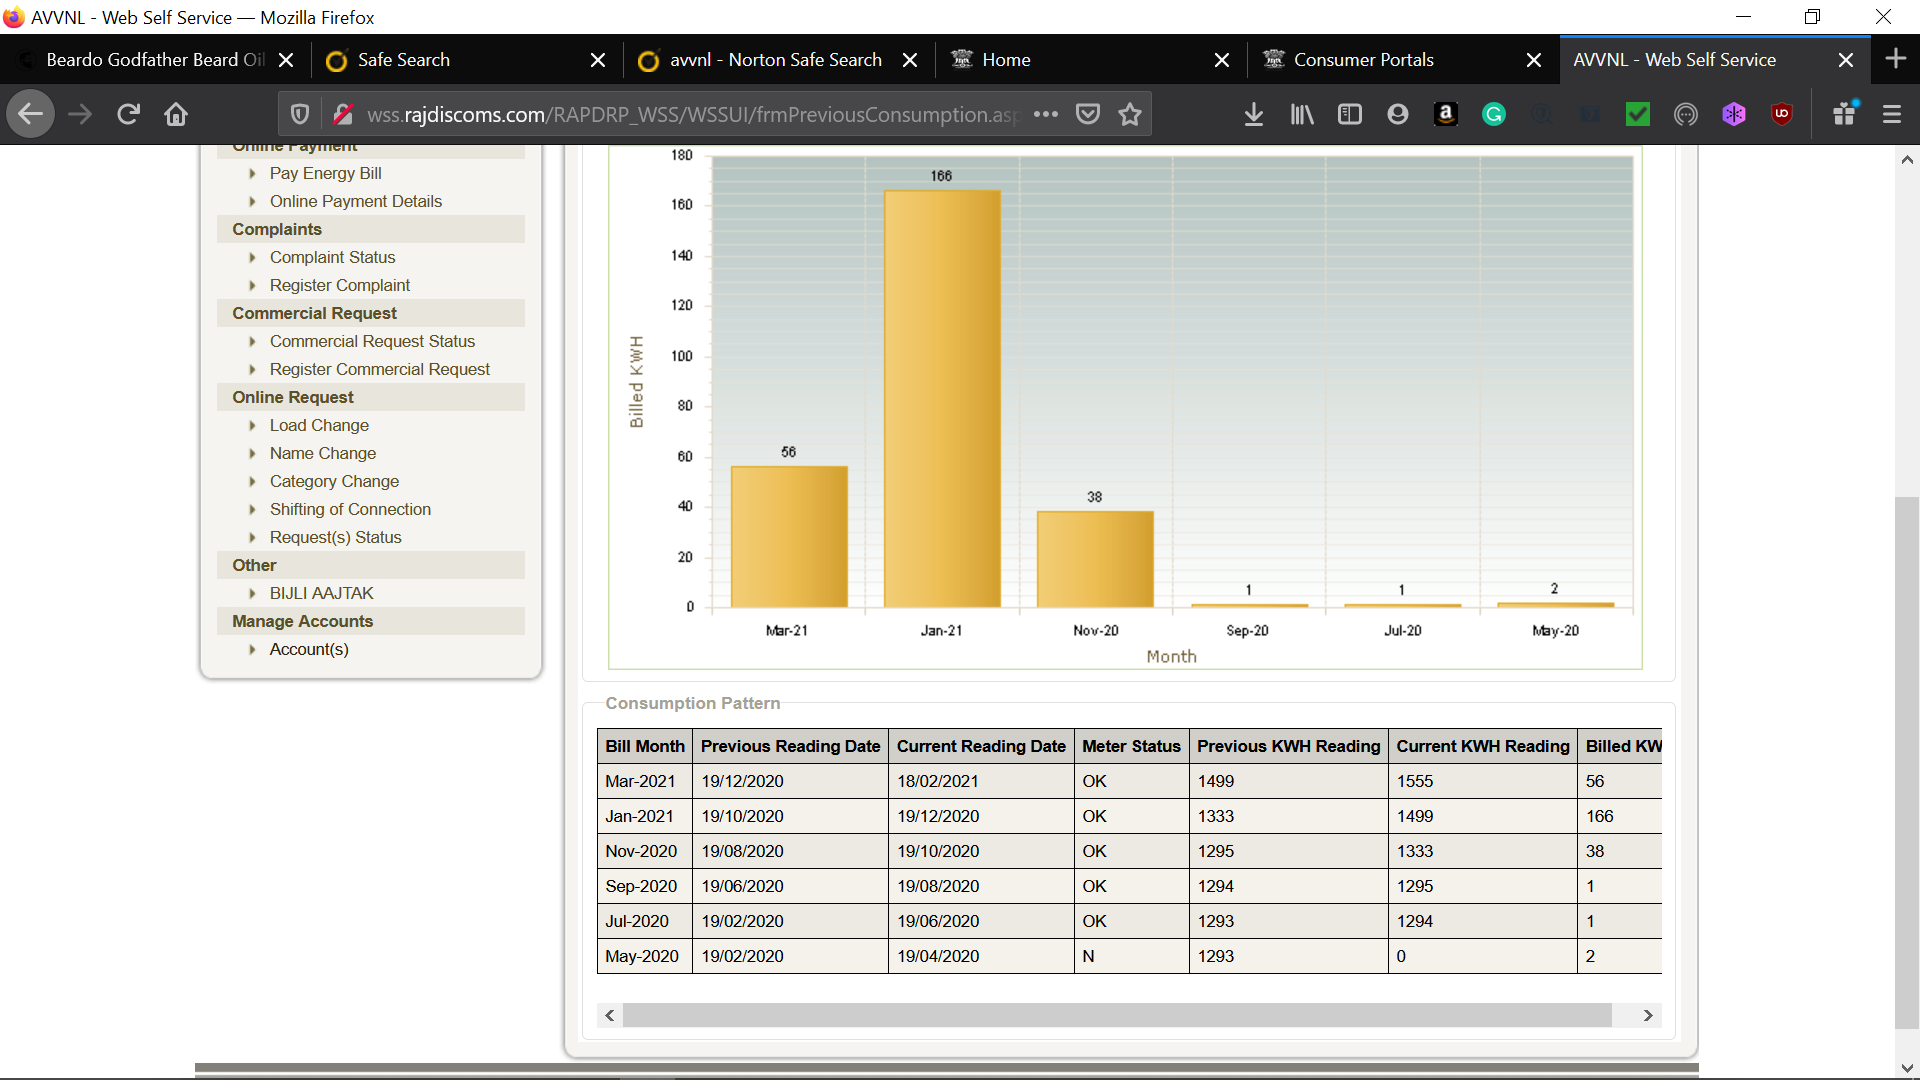 AVVNL - Web Self Service — Mozilla Firefox
Beardo Godfather Beard Oil
Safe Search
avvnl - Norton Safe Search
Home
Consumer Portals
AVVNL - Web Self Service
wss.rajdiscoms.com/RAPDRP_WSS/WSSUI/frmPreviousConsumption.asp
Online Payment
Pay Energy Bill
Online Payment Details
Complaints
Complaint Status
Register Complaint
Commercial Request
Commercial Request Status
Register Commercial Request
Online Request
Load Change
Name Change
Category Change
Shifting of Connection
Request(s) Status
Other
BIJLI AAJTAK
Manage Accounts
Account(s)
180
160
140
120
100
80
60
40
20
0
Billed KWH
56
166
38
1
1
2
Mar-21
Jan-21
Nov-20
Sep-20
Jul-20
May-20
Month
Consumption Pattern
Bill Month Previous Reading Date Current Reading Date Meter Status Previous KWH Reading Current KWH Reading Billed KW
Mar-2021 19/12/2020 18/02/2021 OK 1499 1555 56
Jan-2021 19/10/2020 19/12/2020 OK 1333 1499 166
Nov-2020 19/08/2020 19/10/2020 OK 1295 1333 38
Sep-2020 19/06/2020 19/08/2020 OK 1294 1295 1
Jul-2020 19/02/2020 19/06/2020 OK 1293 1294 1
May-2020 19/02/2020 19/04/2020 N 1293 0 2